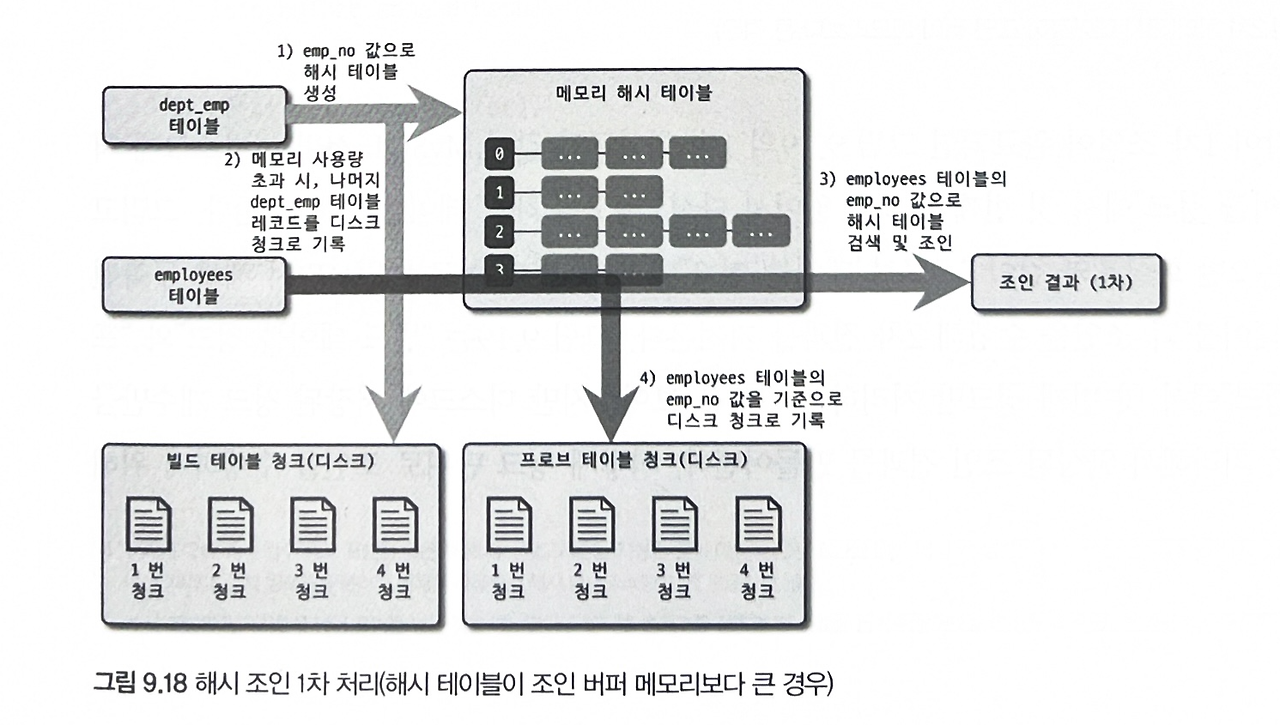 1) emp_no 값으로
해시 테이블
생성
dept_emp
테이블
메모리 해시 테이블
0
...
...
...
1
...
...
2
...
...
...
...
3
...
...
2) 메모리 사용량
초과 시, 나머지
dept_emp 테이블
레코드를 디스크
청크로 기록
3) employees 테이블의
emp_no 값으로
해시 테이블
검색 및 조인
employees
테이블
조인 결과 (1차)
4) employees 테이블의
emp_no 값을 기준으로
디스크 청크로 기록
빌드 테이블 청크(디스크)
1 번
청크
2 번
청크
3 번
청크
4 번
청크
프로브 테이블 청크(디스크)
1 번
청크
2 번
청크
3 번
청크
4 번
청크
그림 9.18 해시 조인 1차 처리(해시 테이블이 조인 버퍼 메모리보다 큰 경우)